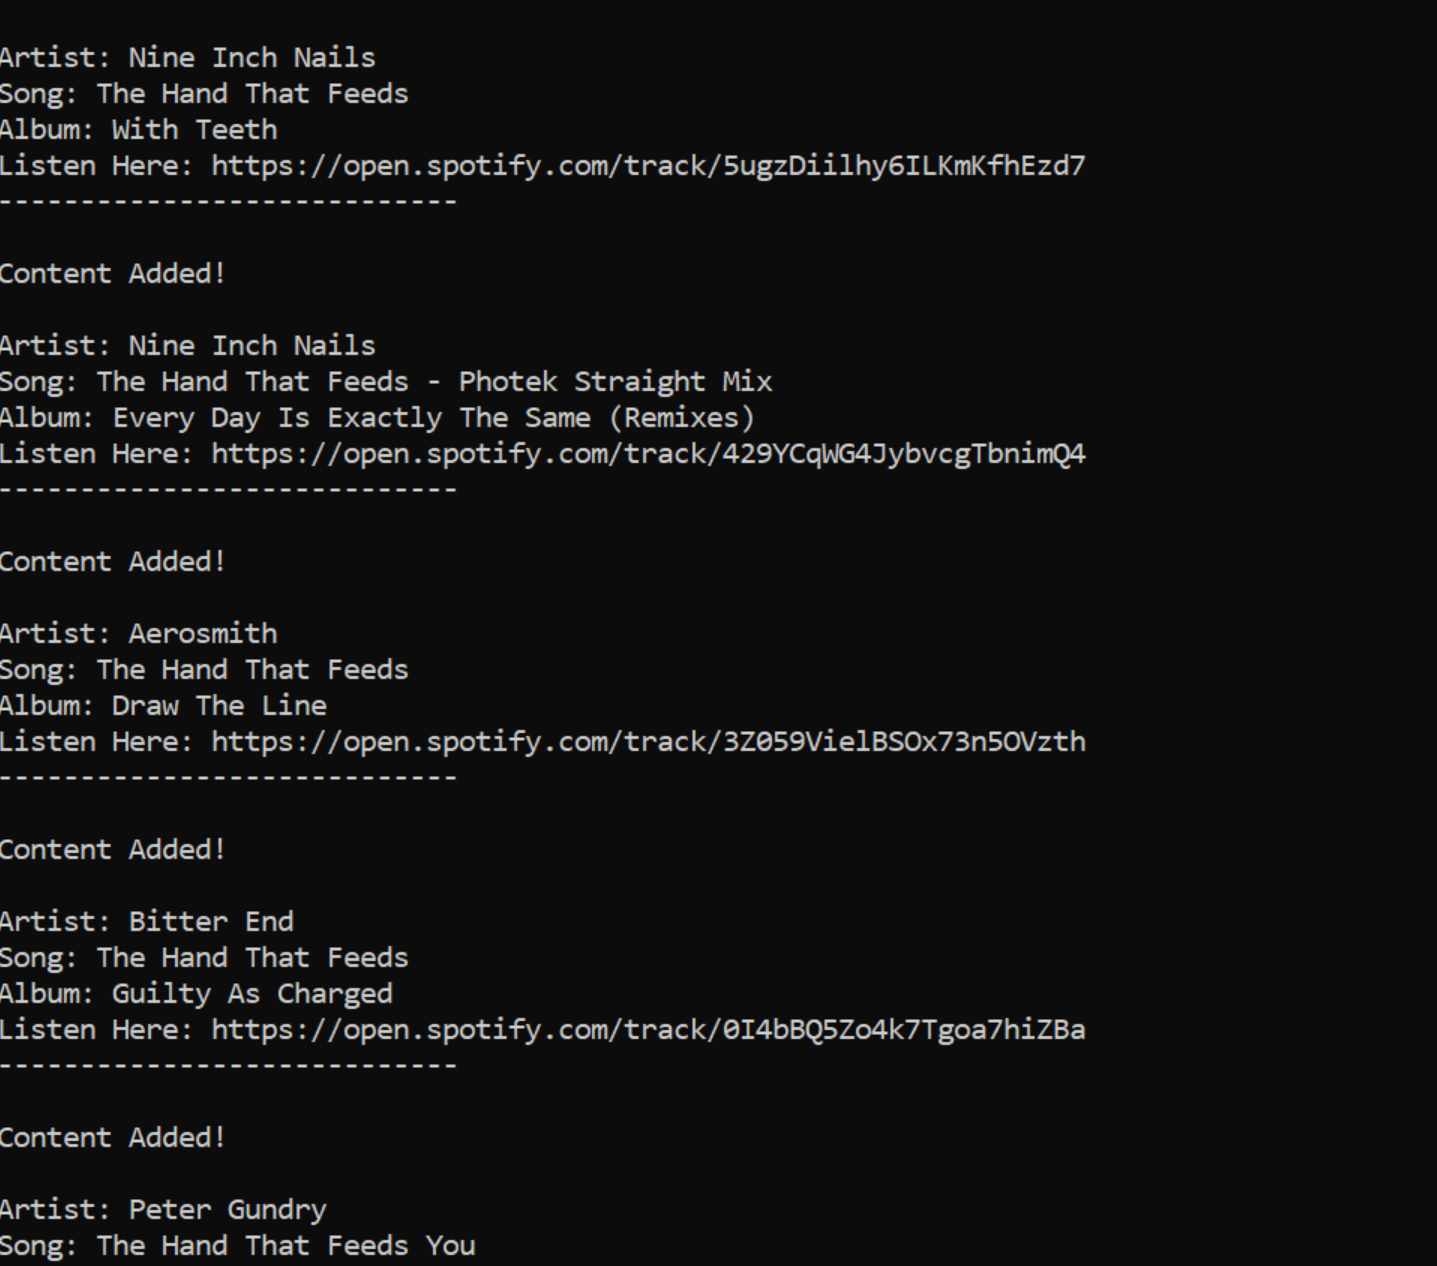 Artist: Nine Inch Nails
Song: The Hand That Feeds
Album: With Teeth
Listen Here: https://open.spotify.com/track/5ugzDiilhy6ILKmKfhEzd7
----------------------------
Content Added!
Artist: Nine Inch Nails
Song: The Hand That Feeds - Photek Straight Mix
Album: Every Day Is Exactly The Same (Remixes)
Listen Here: https://open.spotify.com/track/429YCqWG4JybvcgTbnimQ4
----------------------------
Content Added!
Artist: Aerosmith
Song: The Hand That Feeds
Album: Draw The Line
Listen Here: https://open.spotify.com/track/3Z059VielBSOx73n5OVzth
----------------------------
Content Added!
Artist: Bitter End
Song: The Hand That Feeds
Album: Guilty As Charged
Listen Here: https://open.spotify.com/track/0I4bBQ5Zo4k7Tgoa7hiZBa
----------------------------
Content Added!
Artist: Peter Gundry
Song: The Hand That Feeds You